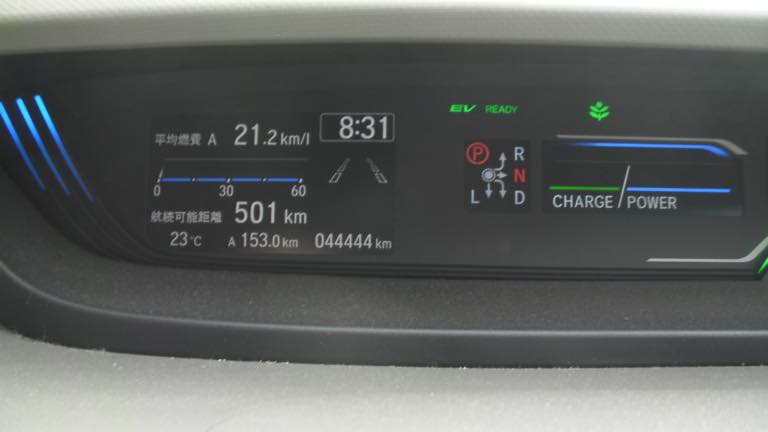 平均燃費 A 21.2 km/l
8:31
0 30 60
航続可能距離 501 km
23℃ A 153.0 km 044444 km
EV READY
P R
N
L D
CHARGE POWER